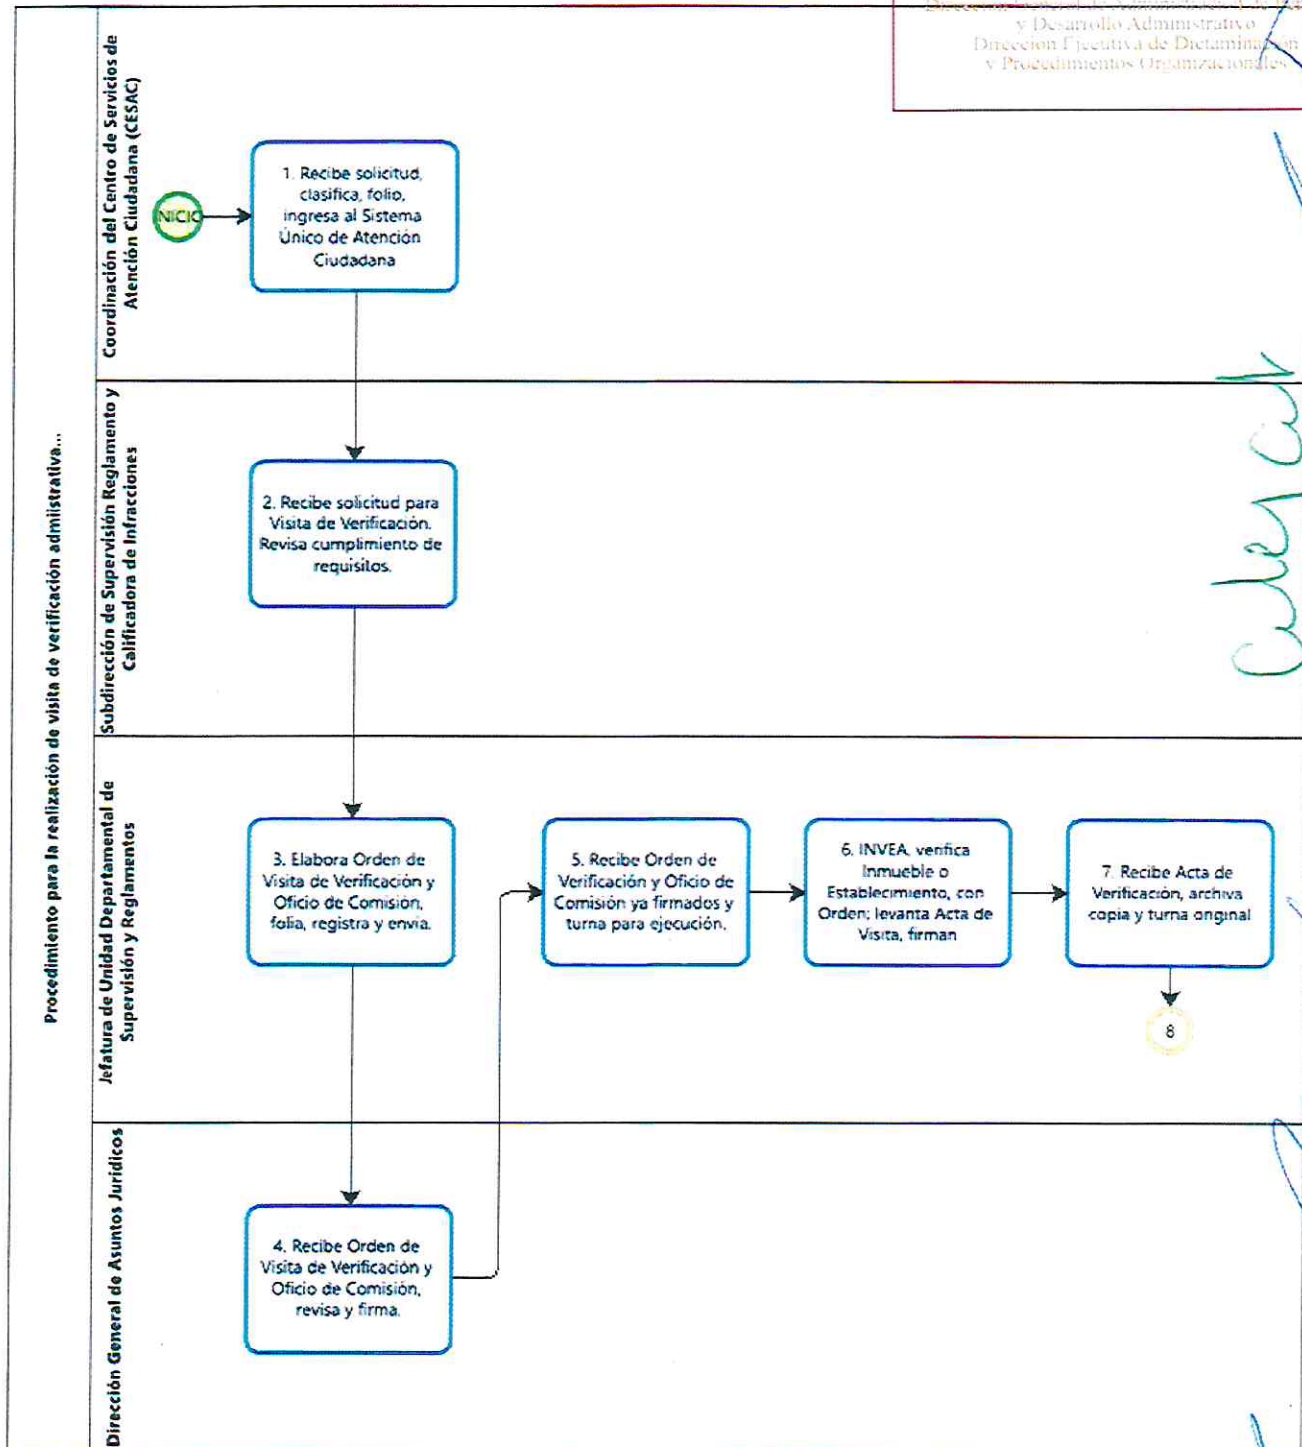 y Desarrollo Administrativo
Dirección Ejecutiva de Dictaminación
y Procedimientos Organizacionales
Procedimiento para la realización de visita de verificación admiistrativa...
Coordinación del Centro de Servicios de
Atención Ciudadana (CESAC)
INICIO
1. Recibe solicitud,
clasifica, folio,
ingresa al Sistema
Único de Atención
Ciudadana
Subdirección de Supervisión Reglamento y
Calificadora de Infracciones
2. Recibe solicitud para
Visita de Verificación.
Revisa cumplimiento de
requisitos.
Jefatura de Unidad Departamental de
Supervisión y Reglamentos
3. Elabora Orden de
Visita de Verificación y
Oficio de Comisión,
folia, registra y envia.
5. Recibe Orden de
Verificación y Oficio de
Comisión ya firmados y
turna para ejecución.
6. INVEA, verifica
Inmueble o
Establecimiento, con
Orden; levanta Acta de
Visita, firman
7. Recibe Acta de
Verificación, archiva
copia y turna original
8
Dirección General de Asuntos Jurídicos
4. Recibe Orden de
Visita de Verificación y
Oficio de Comisión,
revisa y firma.